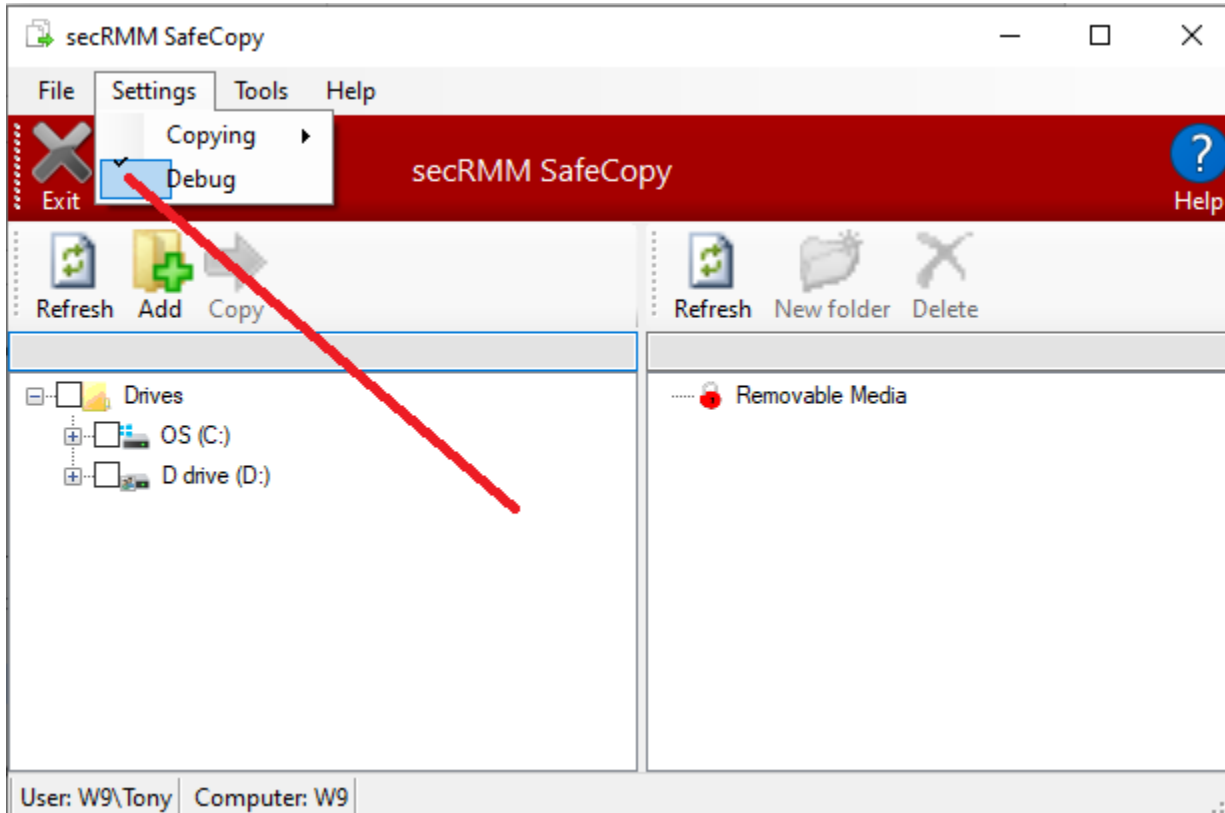 secRMM SafeCopy
File Settings Tools Help
Copying
Debug
Exit
secRMM SafeCopy
Help
Refresh Add Copy
Refresh New folder Delete
Drives
OS (C:)
D drive (D:)
Removable Media
User: W9\Tony Computer: W9